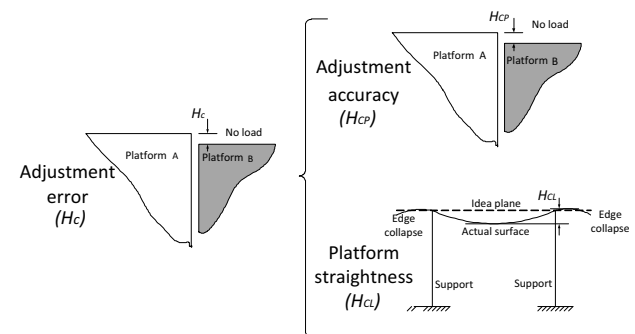 Hc
No load
Platform A
Platform B
Adjustment
error
(Hc)
HCP
No load
Platform A
Platform B
Adjustment
accuracy
(HCP)
HCL
Idea plane
Edge
collapse
Actual surface
Edge
collapse
Platform
straightness
(HCL)
Support
Support